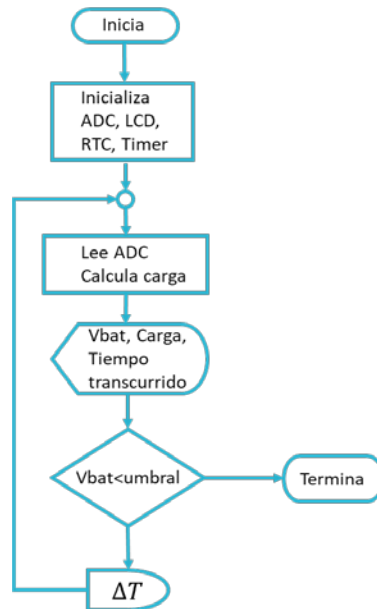 Inicia
Inicializa
ADC, LCD,
RTC, Timer
Lee ADC
Calcula carga
Vbat, Carga,
Tiempo
transcurrido
Vbat<umbral
Termina
ΔT